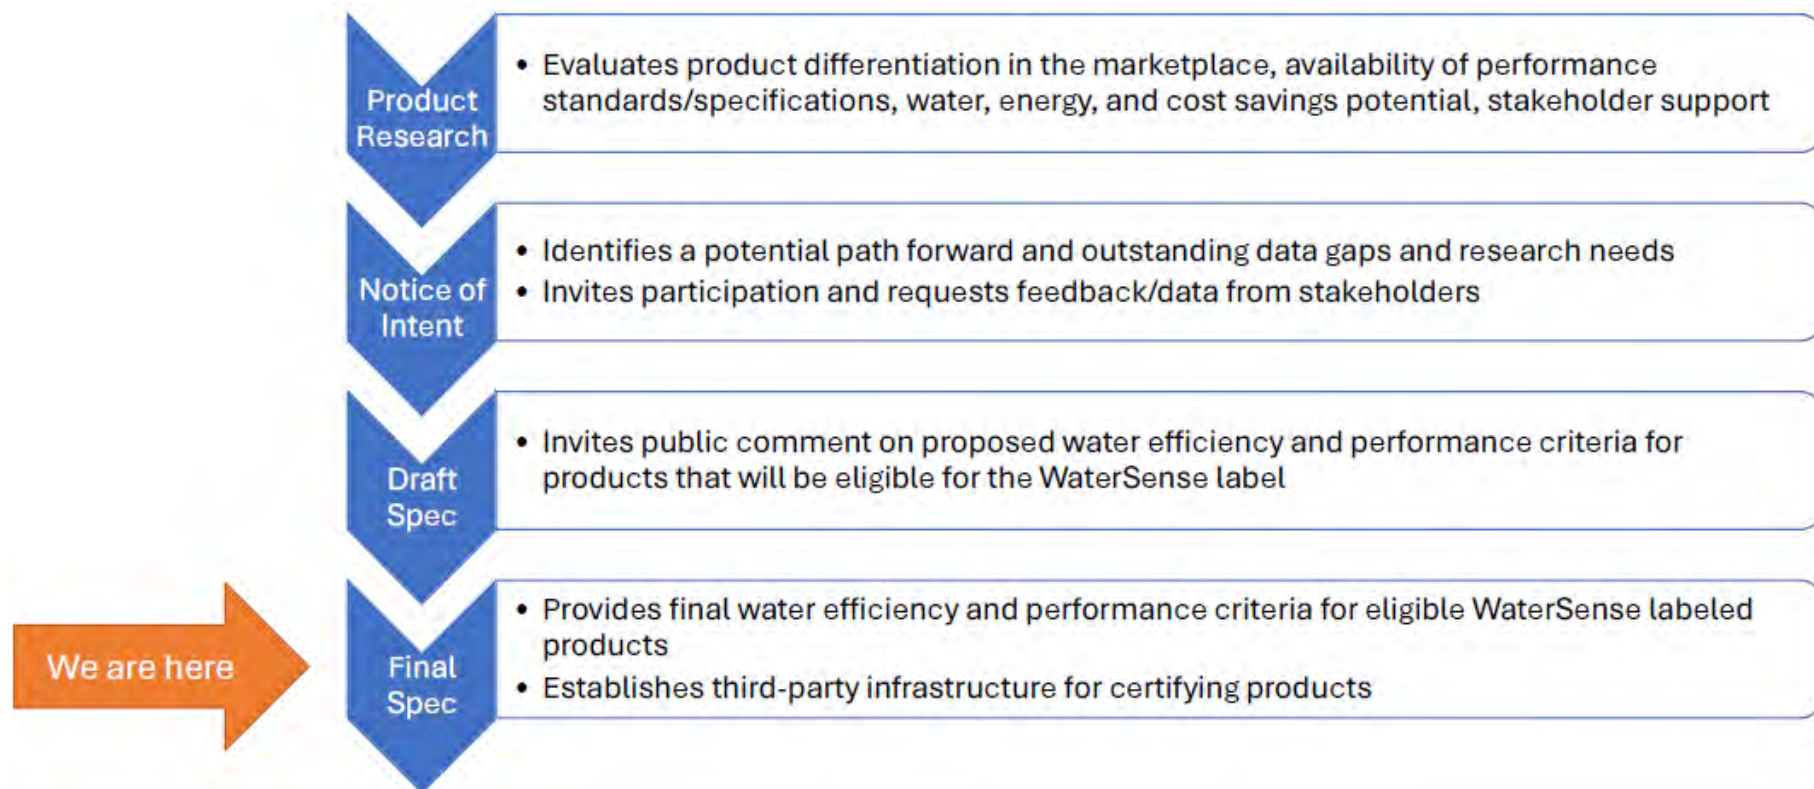 Product
Research
• Evaluates product differentiation in the marketplace, availability of performance
standards/specifications, water, energy, and cost savings potential, stakeholder support
Notice of
Intent
• Identifies a potential path forward and outstanding data gaps and research needs
• Invites participation and requests feedback/data from stakeholders
Draft
Spec
• Invites public comment on proposed water efficiency and performance criteria for
products that will be eligible for the WaterSense label
We are here
Final
Spec
• Provides final water efficiency and performance criteria for eligible WaterSense labeled
products
• Establishes third-party infrastructure for certifying products